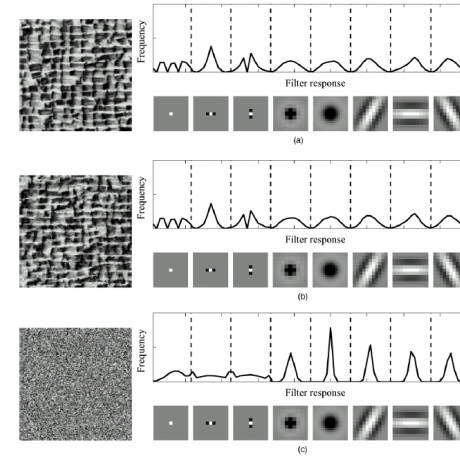 Frequency
Filter response
(a)
Frequency
Filter response
(b)
Frequency
Filter response
(c)